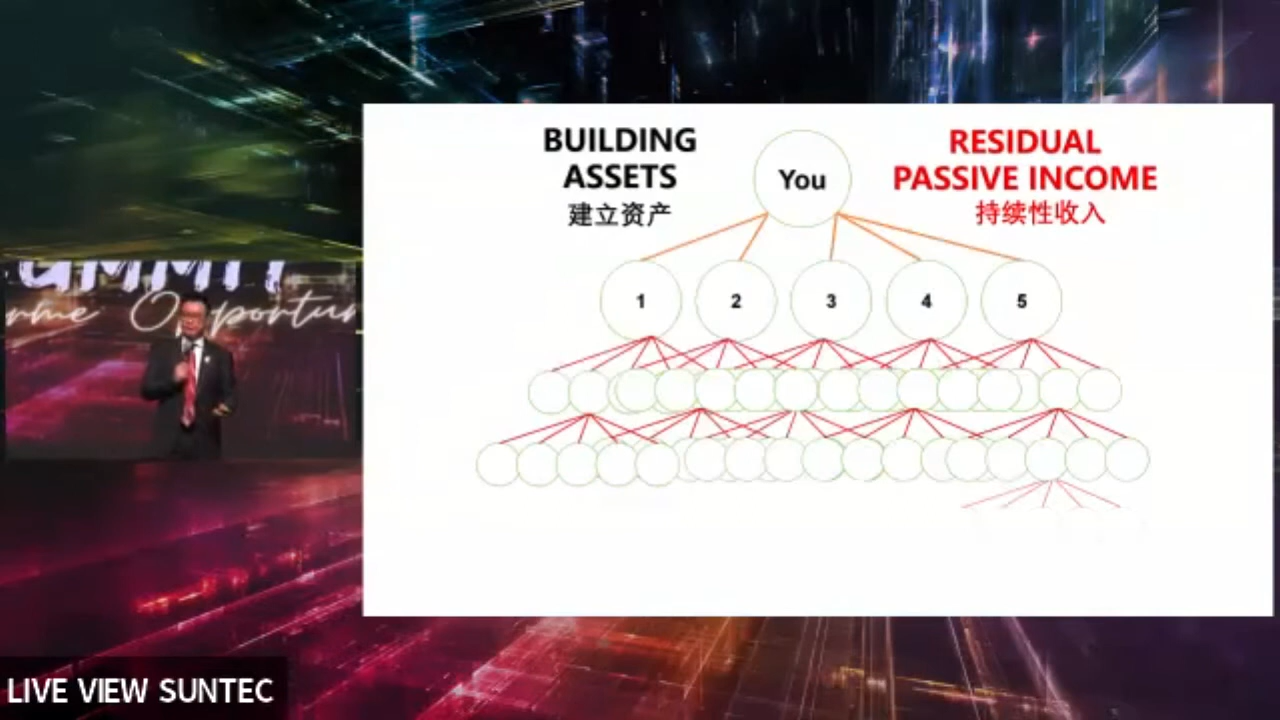 BUILDING
ASSETS
建立资产
You
RESIDUAL
PASSIVE INCOME
持续性收入
1
2
3
4
5
LIVE VIEW SUNTEC